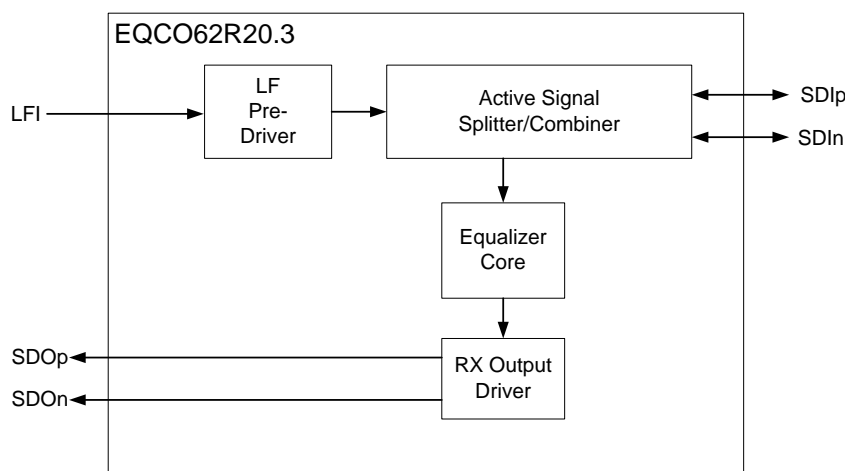 EQCO62R20.3
LFI
LF
Pre-
Driver
Active Signal
Splitter/Combiner
SDIp
SDIn
Equalizer
Core
SDOp
SDOn
RX Output
Driver